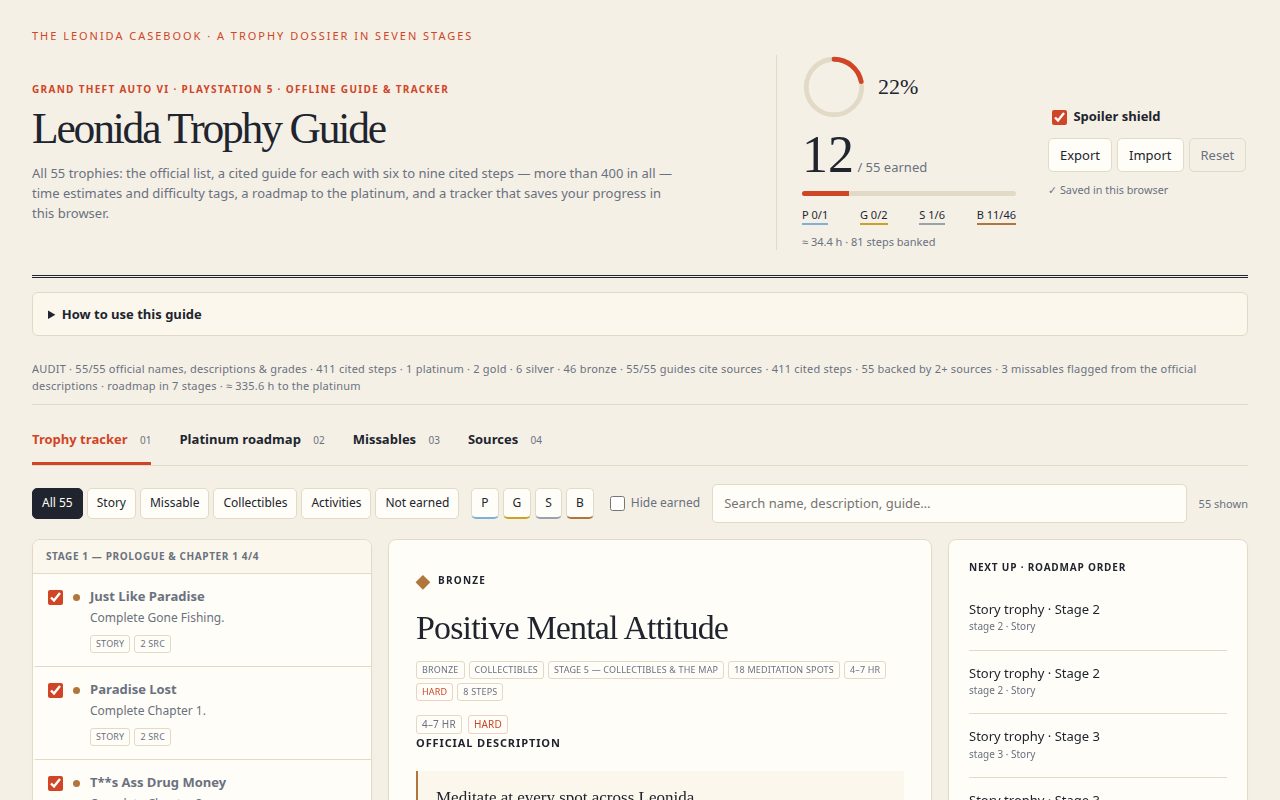 THE LEONIDA CASEBOOK · A TROPHY DOSSIER IN SEVEN STAGES
GRAND THEFT AUTO VI · PLAYSTATION 5 · OFFLINE GUIDE & TRACKER
Leonida Trophy Guide
All 55 trophies: the official list, a cited guide for each with six to nine cited steps — more than 400 in all —
time estimates and difficulty tags, a roadmap to the platinum, and a tracker that saves your progress in
this browser.
22%
12 / 55 earned
P 0/1 G 0/2 S 1/6 B 11/46
≈ 34.4 h · 81 steps banked
Spoiler shield
Export Import Reset
✓ Saved in this browser
▶ How to use this guide
AUDIT · 55/55 official names, descriptions & grades · 411 cited steps · 1 platinum · 2 gold · 6 silver · 46 bronze · 55/55 guides cite sources · 411 cited steps · 55 backed by 2+ sources · 3 missables flagged from the official
descriptions · roadmap in 7 stages · ≈ 335.6 h to the platinum
Trophy tracker 01 Platinum roadmap 02 Missables 03 Sources 04
All 55 Story Missable Collectibles Activities Not earned P G S B Hide earned Search name, description, guide... 55 shown
STAGE 1 — PROLOGUE & CHAPTER 1 4/4
Just Like Paradise
Complete Gone Fishing.
STORY 2 SRC
Paradise Lost
Complete Chapter 1.
STORY 2 SRC
T**s Ass Drug Money
BRONZE
Positive Mental Attitude
BRONZE COLLECTIBLES STAGE 5 — COLLECTIBLES & THE MAP 18 MEDITATION SPOTS 4–7 HR
HARD 8 STEPS
4–7 HR HARD
OFFICIAL DESCRIPTION
Meditate at every spot across Leonida.
NEXT UP · ROADMAP ORDER
Story trophy · Stage 2
stage 2 · Story
Story trophy · Stage 2
stage 2 · Story
Story trophy · Stage 3
stage 3 · Story
Story trophy · Stage 3